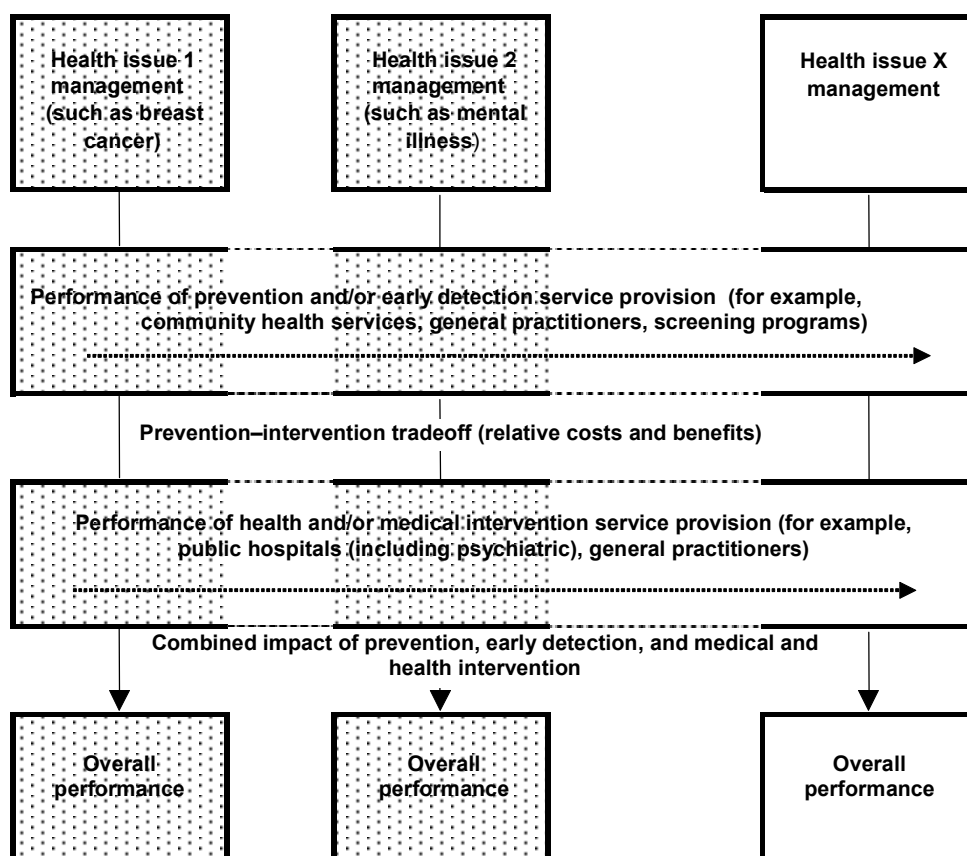 Health issue 1
management
(such as breast
cancer)
Health issue 2
management
(such as mental
illness)
Health issue X
management
Performance of prevention and/or early detection service provision (for example,
community health services, general practitioners, screening programs)
Prevention–intervention tradeoff (relative costs and benefits)
Performance of health and/or medical intervention service provision (for example,
public hospitals (including psychiatric), general practitioners)
Combined impact of prevention, early detection, and medical and
health intervention
Overall
performance
Overall
performance
Overall
performance